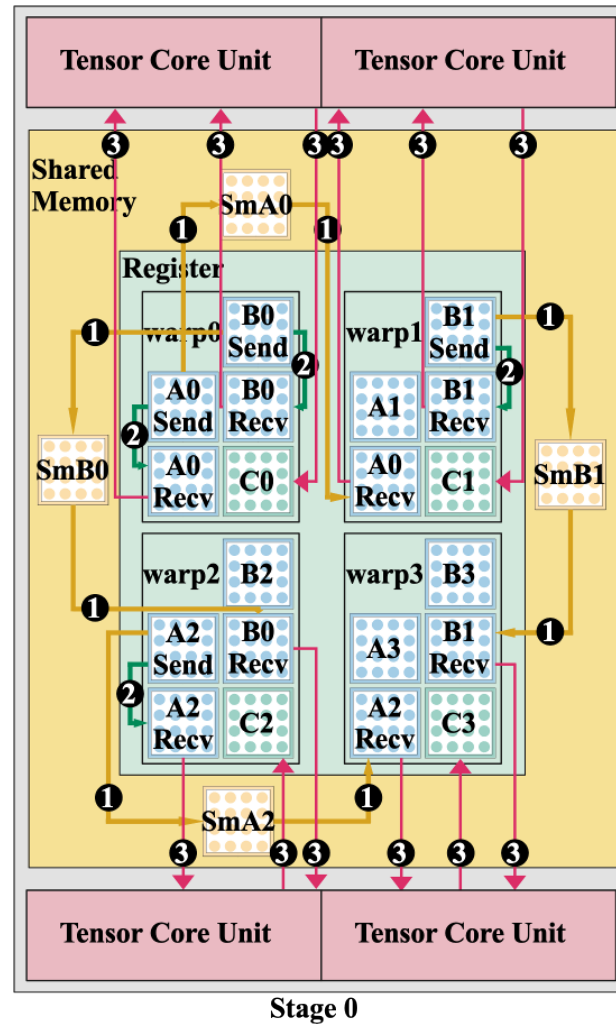 Tensor Core Unit
Tensor Core Unit
3
3
3
3
3
3
Shared
Memory
SmA0
1
1
Register
warp0
B0
Send
1
2
A0
Send
B0
Recv
2
A0
Recv
C0
SmB0
warp1
B1
Send
1
2
A1
B1
Recv
A0
Recv
C1
SmB1
warp2
B2
1
A2
Send
B0
Recv
2
A2
Recv
C2
warp3
B3
1
A3
B1
Recv
A2
Recv
C3
1
SmA2
1
3
3
3
3
3
3
Tensor Core Unit
Tensor Core Unit
Stage 0